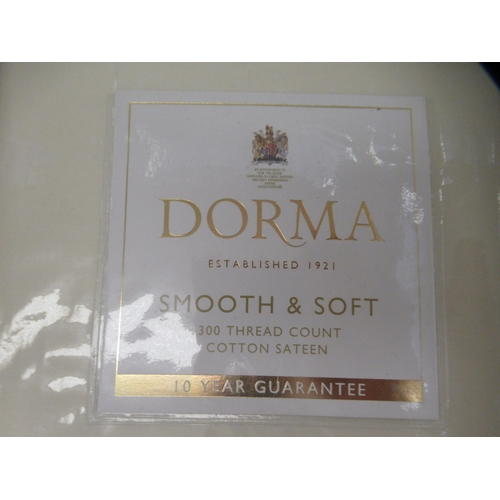 DORMA
ESTABLISHED 1921
SMOOTH & SOFT
300 THREAD COUNT
COTTON SATEEN
10 YEAR GUARANTEE